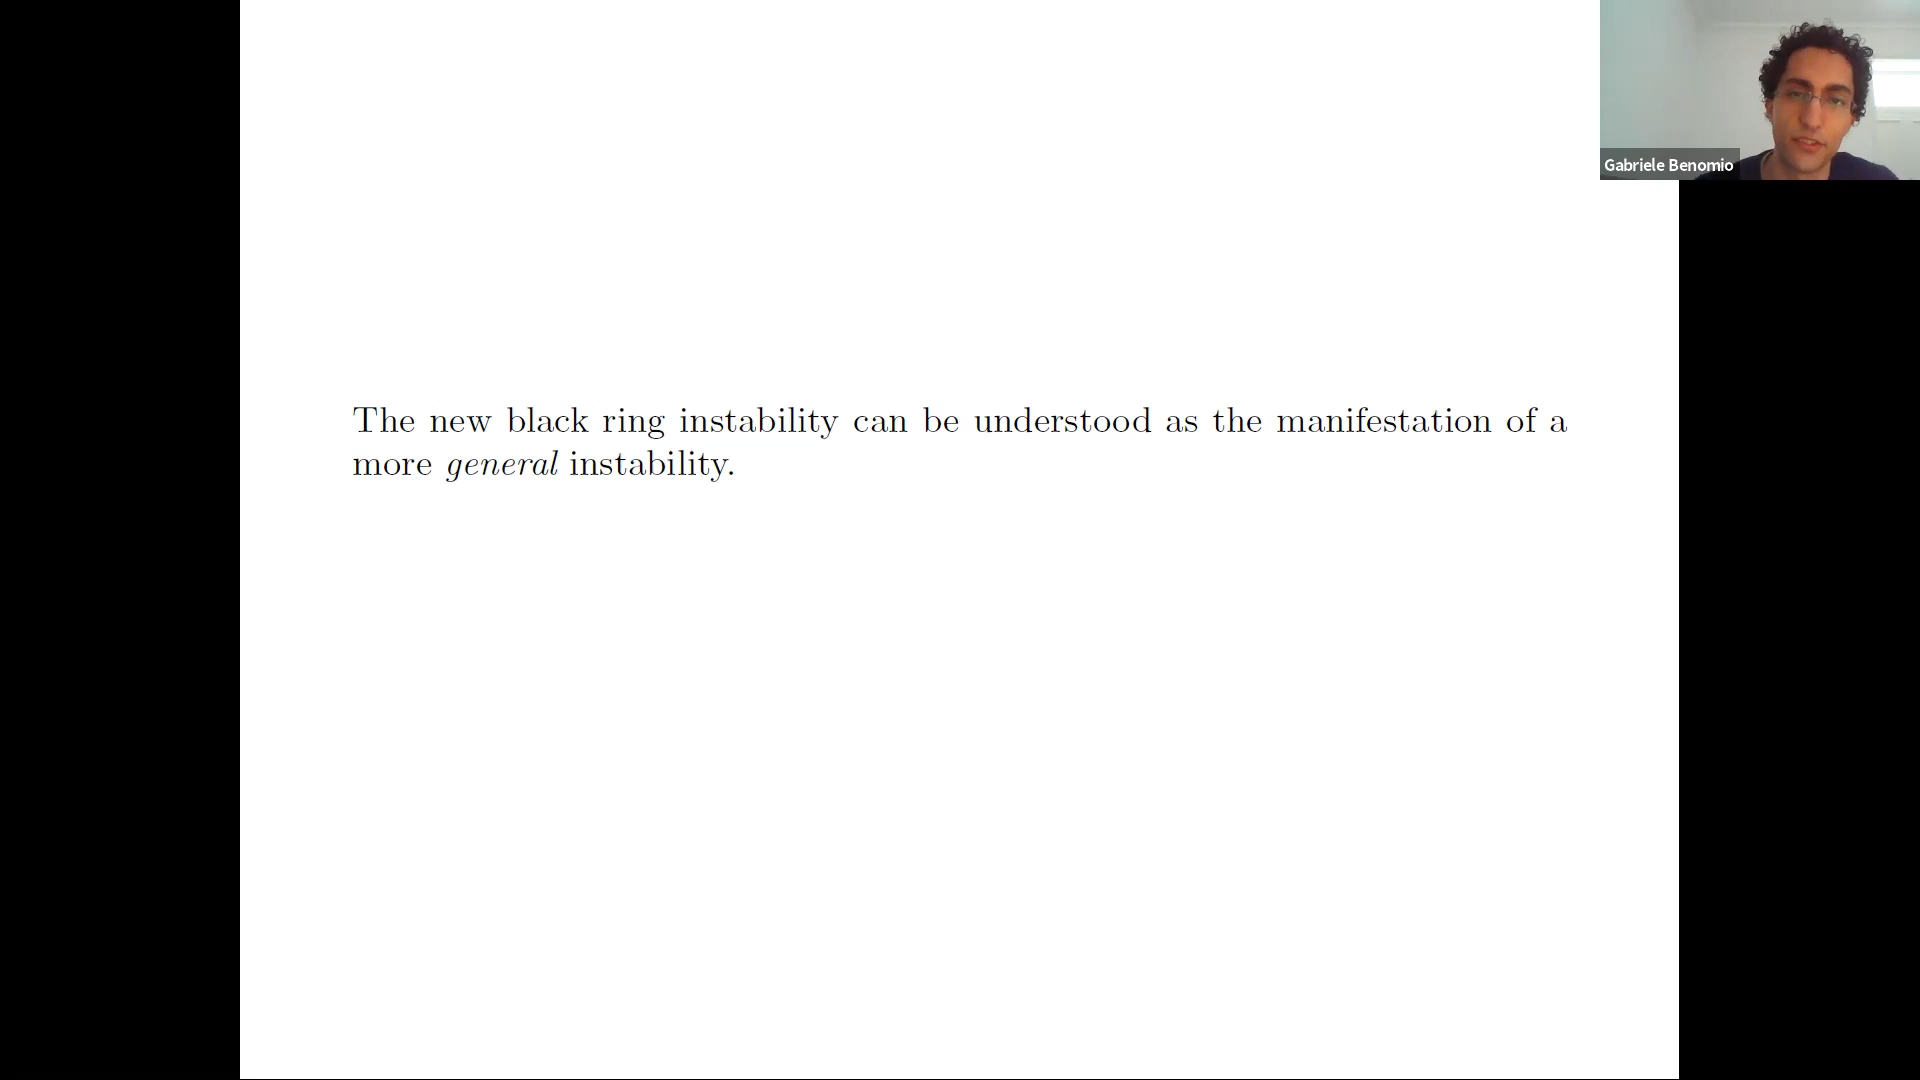 Gabriele Benomio
The new black ring instability can be understood as the manifestation of a
more general instability.